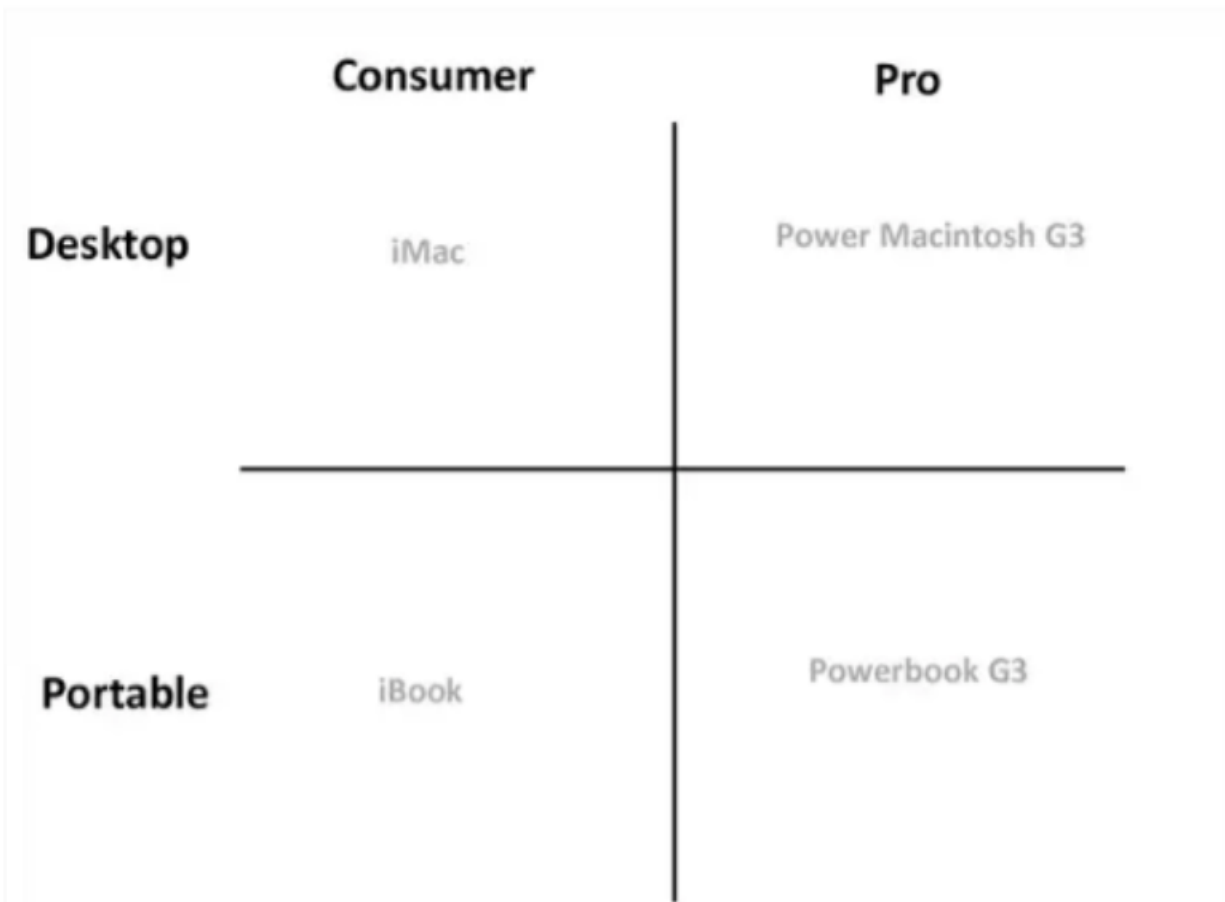 Consumer
Pro
Desktop
iMac
Power Macintosh G3
Portable
iBook
Powerbook G3